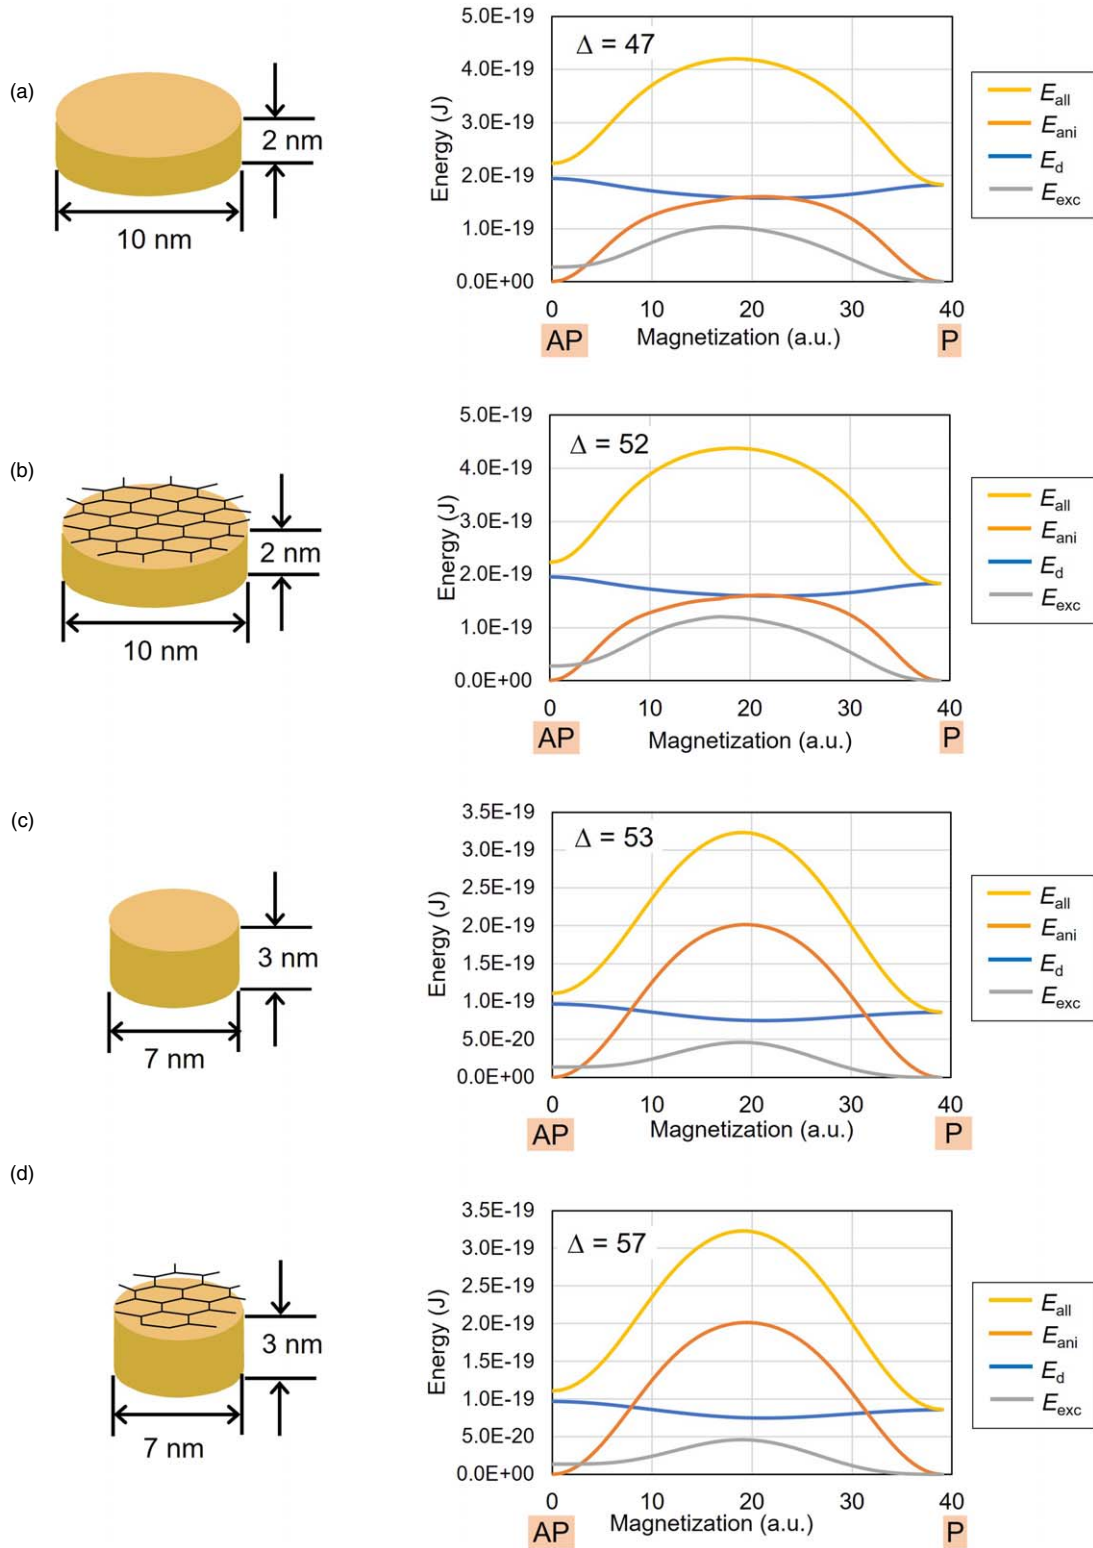 (a)
2 nm
10 nm
Energy (J)
5.0E-19
4.0E-19
3.0E-19
2.0E-19
1.0E-19
0.0E+00
Δ = 47
0 10 20 30 40
AP Magnetization (a.u.) P
E_all
E_ani
E_d
E_exc
(b)
2 nm
10 nm
Energy (J)
5.0E-19
4.0E-19
3.0E-19
2.0E-19
1.0E-19
0.0E+00
Δ = 52
0 10 20 30 40
AP Magnetization (a.u.) P
E_all
E_ani
E_d
E_exc
(c)
3 nm
7 nm
Energy (J)
3.5E-19
3.0E-19
2.5E-19
2.0E-19
1.5E-19
1.0E-19
5.0E-20
0.0E+00
Δ = 53
0 10 20 30 40
AP Magnetization (a.u.) P
E_all
E_ani
E_d
E_exc
(d)
3 nm
7 nm
Energy (J)
3.5E-19
3.0E-19
2.5E-19
2.0E-19
1.5E-19
1.0E-19
5.0E-20
0.0E+00
Δ = 57
0 10 20 30 40
AP Magnetization (a.u.) P
E_all
E_ani
E_d
E_exc